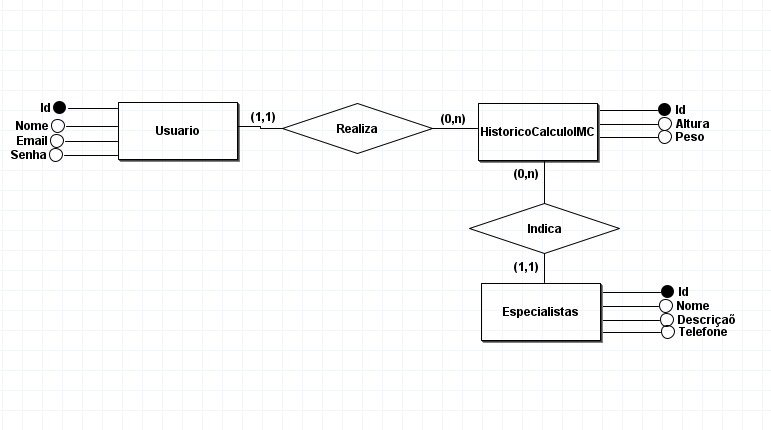 Id
Nome
Email
Senha
Usuario
(1,1)
Realiza
(0,n)
HistoricoCalculoIMC
Id
Altura
Peso
(0,n)
Indica
(1,1)
Especialistas
Id
Nome
Descriçaõ
Telefone